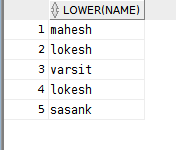 LOWER(NAME)
1 mahesh
2 lokesh
3 varsit
4 lokesh
5 sasank